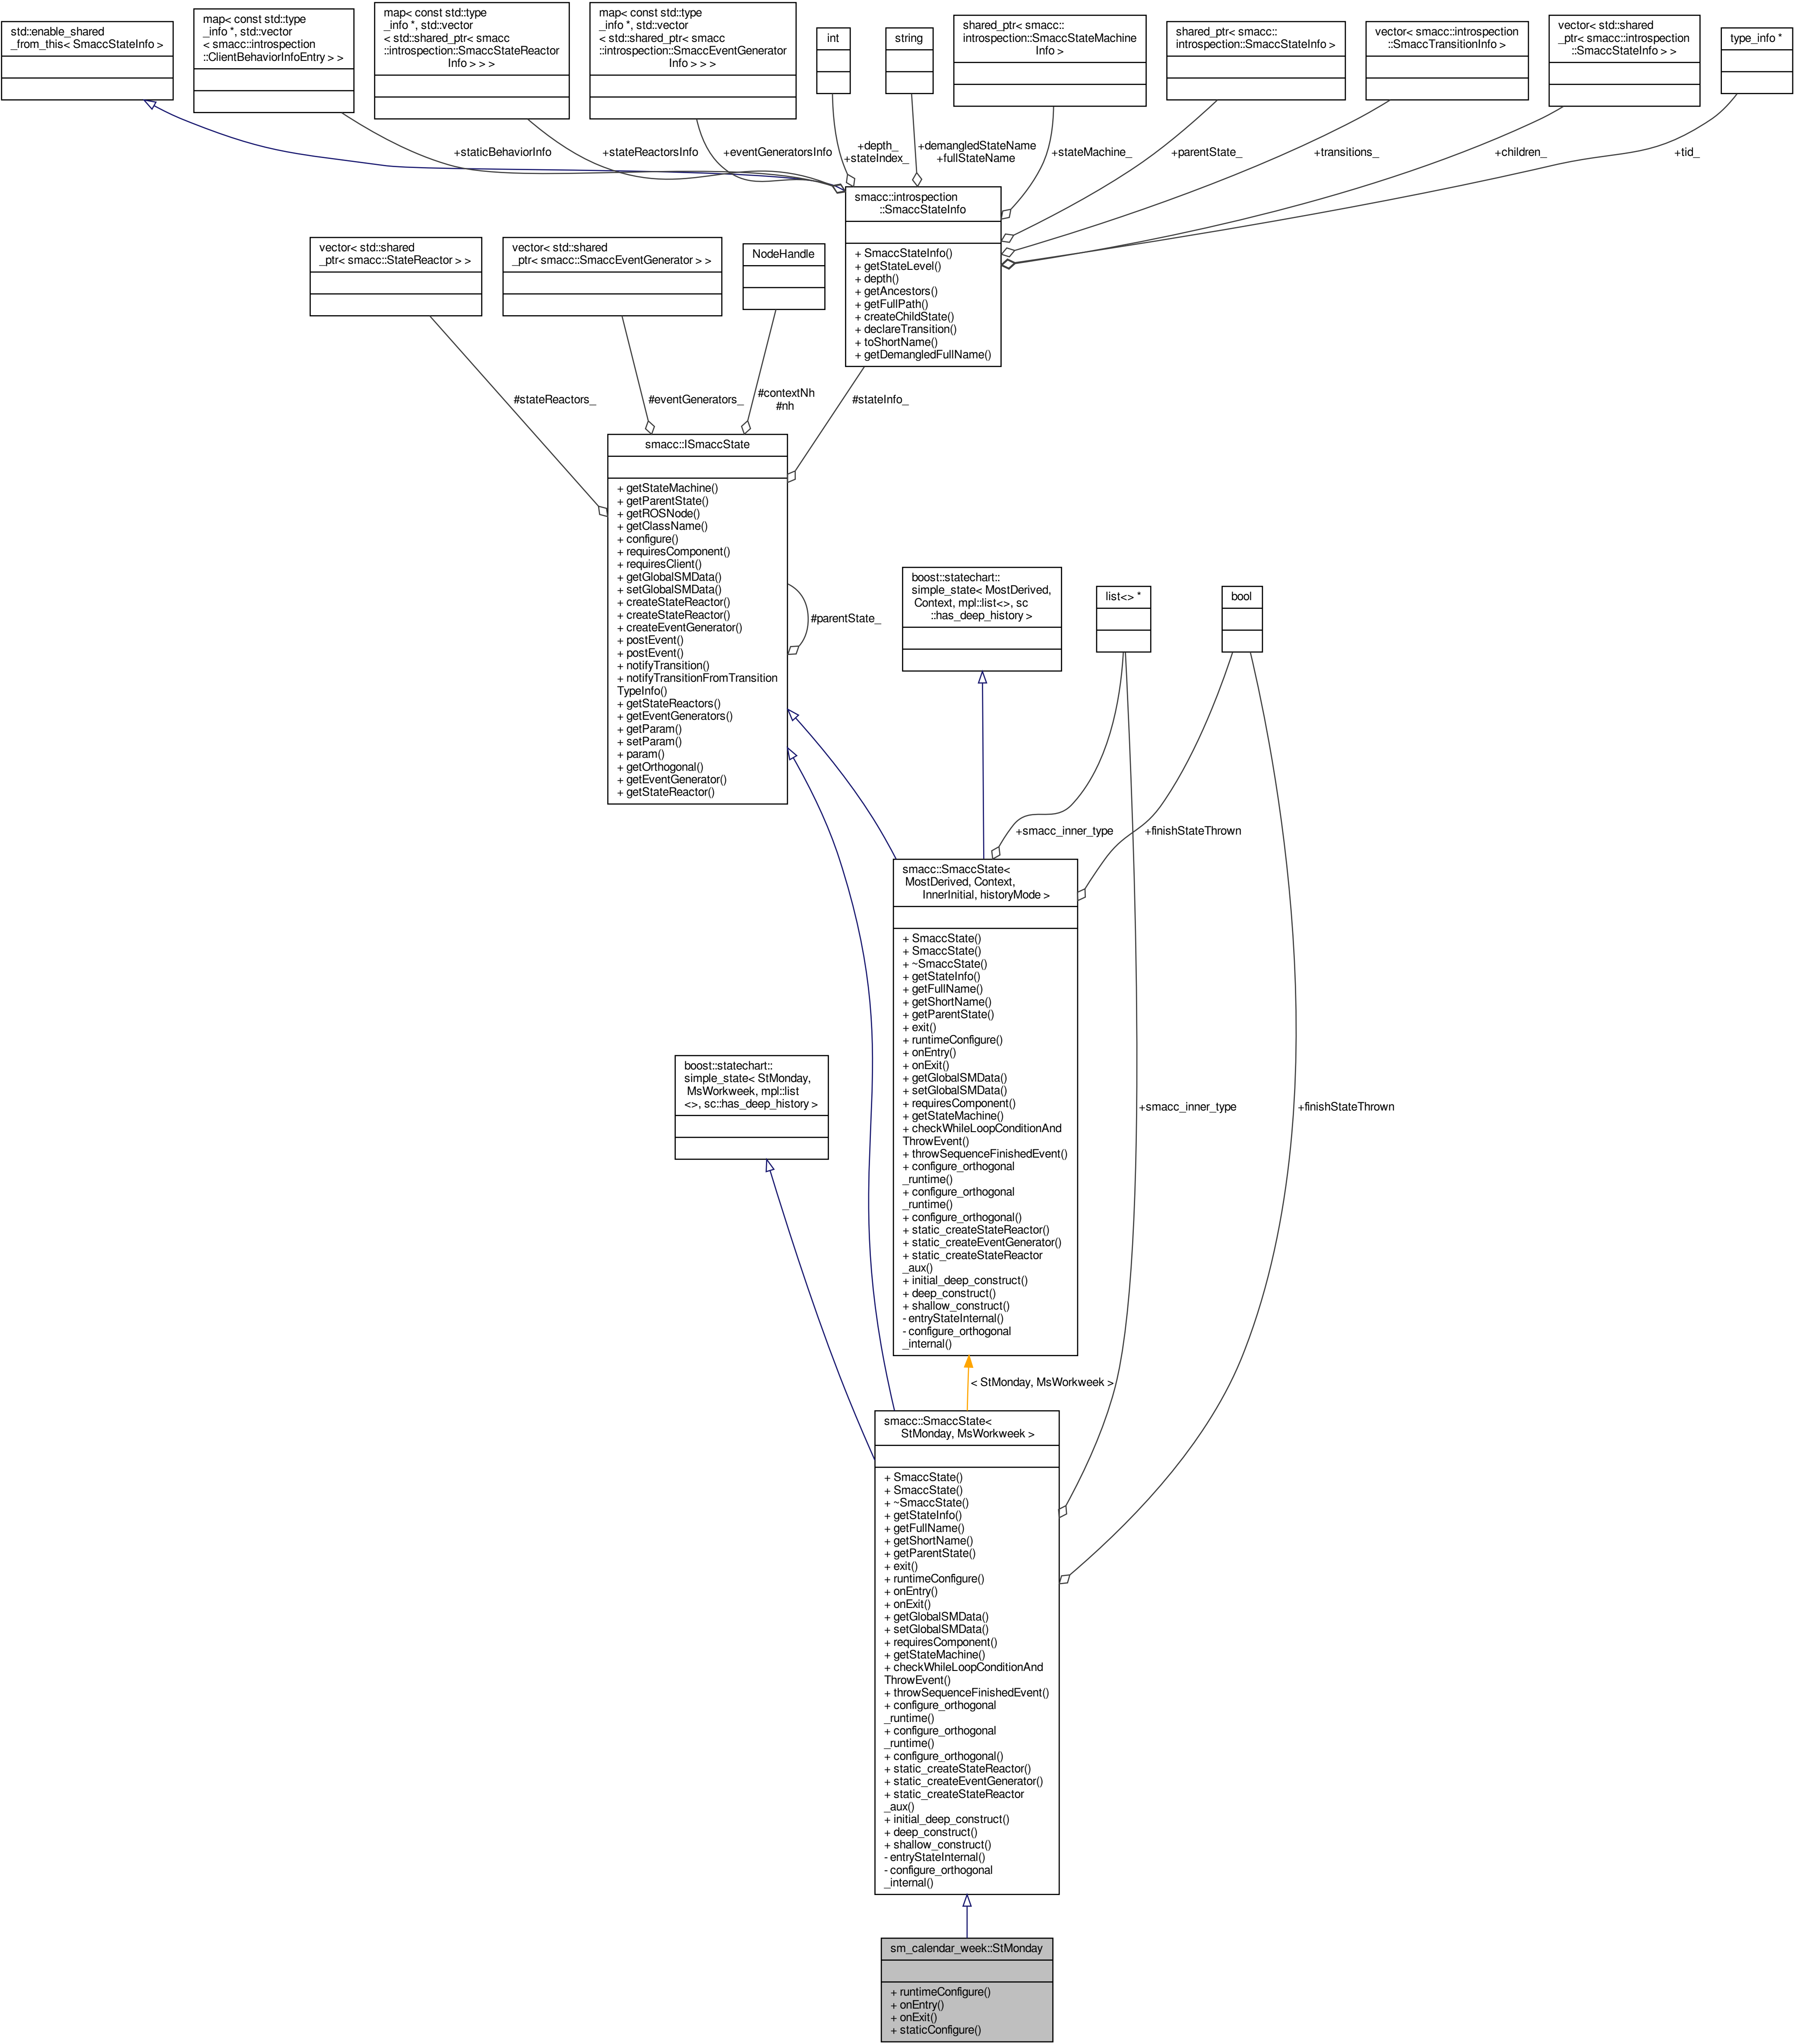 std::enable_shared
_from_this< SmaccStateInfo >
map< const std::type
_info *, std::vector
< smacc::introspection
::ClientBehaviorInfoEntry > >
map< const std::type
_info *, std::vector
< std::shared_ptr< smacc
::introspection::SmaccStateReactor
Info > > >
map< const std::type
_info *, std::vector
< std::shared_ptr< smacc
::introspection::SmaccEventGenerator
Info > > >
int
string
shared_ptr< smacc::
introspection::SmaccStateMachine
Info >
shared_ptr< smacc::
introspection::SmaccStateInfo >
vector< smacc::introspection
::SmaccTransitionInfo >
vector< std::shared
_ptr< smacc::introspection
::SmaccStateInfo > >
type_info *
+staticBehaviorInfo
+stateReactorsInfo
+eventGeneratorsInfo
+depth_
+stateIndex_
+demangledStateName
+fullStateName
+stateMachine_
+parentState_
+transitions_
+children_
+tid_
smacc::introspection
::SmaccStateInfo
+ SmaccStateInfo()
+ getStateLevel()
+ depth()
+ getAncestors()
+ getFullPath()
+ createChildState()
+ declareTransition()
+ toShortName()
+ getDemangledFullName()
vector< std::shared
_ptr< smacc::StateReactor > >
vector< std::shared
_ptr< smacc::SmaccEventGenerator > >
NodeHandle
#stateReactors_
#eventGenerators_
#contextNh
#nh
#stateInfo_
smacc::ISmaccState
+ getStateMachine()
+ getParentState()
+ getROSNode()
+ getClassName()
+ configure()
+ requiresComponent()
+ requiresClient()
+ getGlobalSMData()
+ setGlobalSMData()
+ createStateReactor()
+ createStateReactor()
+ createEventGenerator()
+ postEvent()
+ postEvent()
+ notifyTransition()
+ notifyTransitionFromTransition
TypeInfo()
+ getStateReactors()
+ getEventGenerators()
+ getParam()
+ setParam()
+ param()
+ getOrthogonal()
+ getEventGenerator()
+ getStateReactor()
#parentState_
boost::statechart::
simple_state< MostDerived,
Context, mpl::list<>, sc
::has_deep_history >
list<> *
bool
+smacc_inner_type
+finishStateThrown
smacc::SmaccState<
MostDerived, Context,
InnerInitial, historyMode >
+ SmaccState()
+ SmaccState()
+ ~SmaccState()
+ getStateInfo()
+ getFullName()
+ getShortName()
+ getParentState()
+ exit()
+ runtimeConfigure()
+ onEntry()
+ onExit()
+ getGlobalSMData()
+ setGlobalSMData()
+ requiresComponent()
+ getStateMachine()
+ checkWhileLoopConditionAnd
ThrowEvent()
+ throwSequenceFinishedEvent()
+ configure_orthogonal
_runtime()
+ configure_orthogonal
_runtime()
+ configure_orthogonal()
+ static_createStateReactor()
+ static_createEventGenerator()
+ static_createStateReactor
_aux()
+ initial_deep_construct()
+ deep_construct()
+ shallow_construct()
- entryStateInternal()
- configure_orthogonal
_internal()
boost::statechart::
simple_state< StMonday,
MsWorkweek, mpl::list
<>, sc::has_deep_history >
+smacc_inner_type
+finishStateThrown
< StMonday, MsWorkweek >
smacc::SmaccState<
StMonday, MsWorkweek >
+ SmaccState()
+ SmaccState()
+ ~SmaccState()
+ getStateInfo()
+ getFullName()
+ getShortName()
+ getParentState()
+ exit()
+ runtimeConfigure()
+ onEntry()
+ onExit()
+ getGlobalSMData()
+ setGlobalSMData()
+ requiresComponent()
+ getStateMachine()
+ checkWhileLoopConditionAnd
ThrowEvent()
+ throwSequenceFinishedEvent()
+ configure_orthogonal
_runtime()
+ configure_orthogonal
_runtime()
+ configure_orthogonal()
+ static_createStateReactor()
+ static_createEventGenerator()
+ static_createStateReactor
_aux()
+ initial_deep_construct()
+ deep_construct()
+ shallow_construct()
- entryStateInternal()
- configure_orthogonal
_internal()
sm_calendar_week::StMonday
+ runtimeConfigure()
+ onEntry()
+ onExit()
+ staticConfigure()